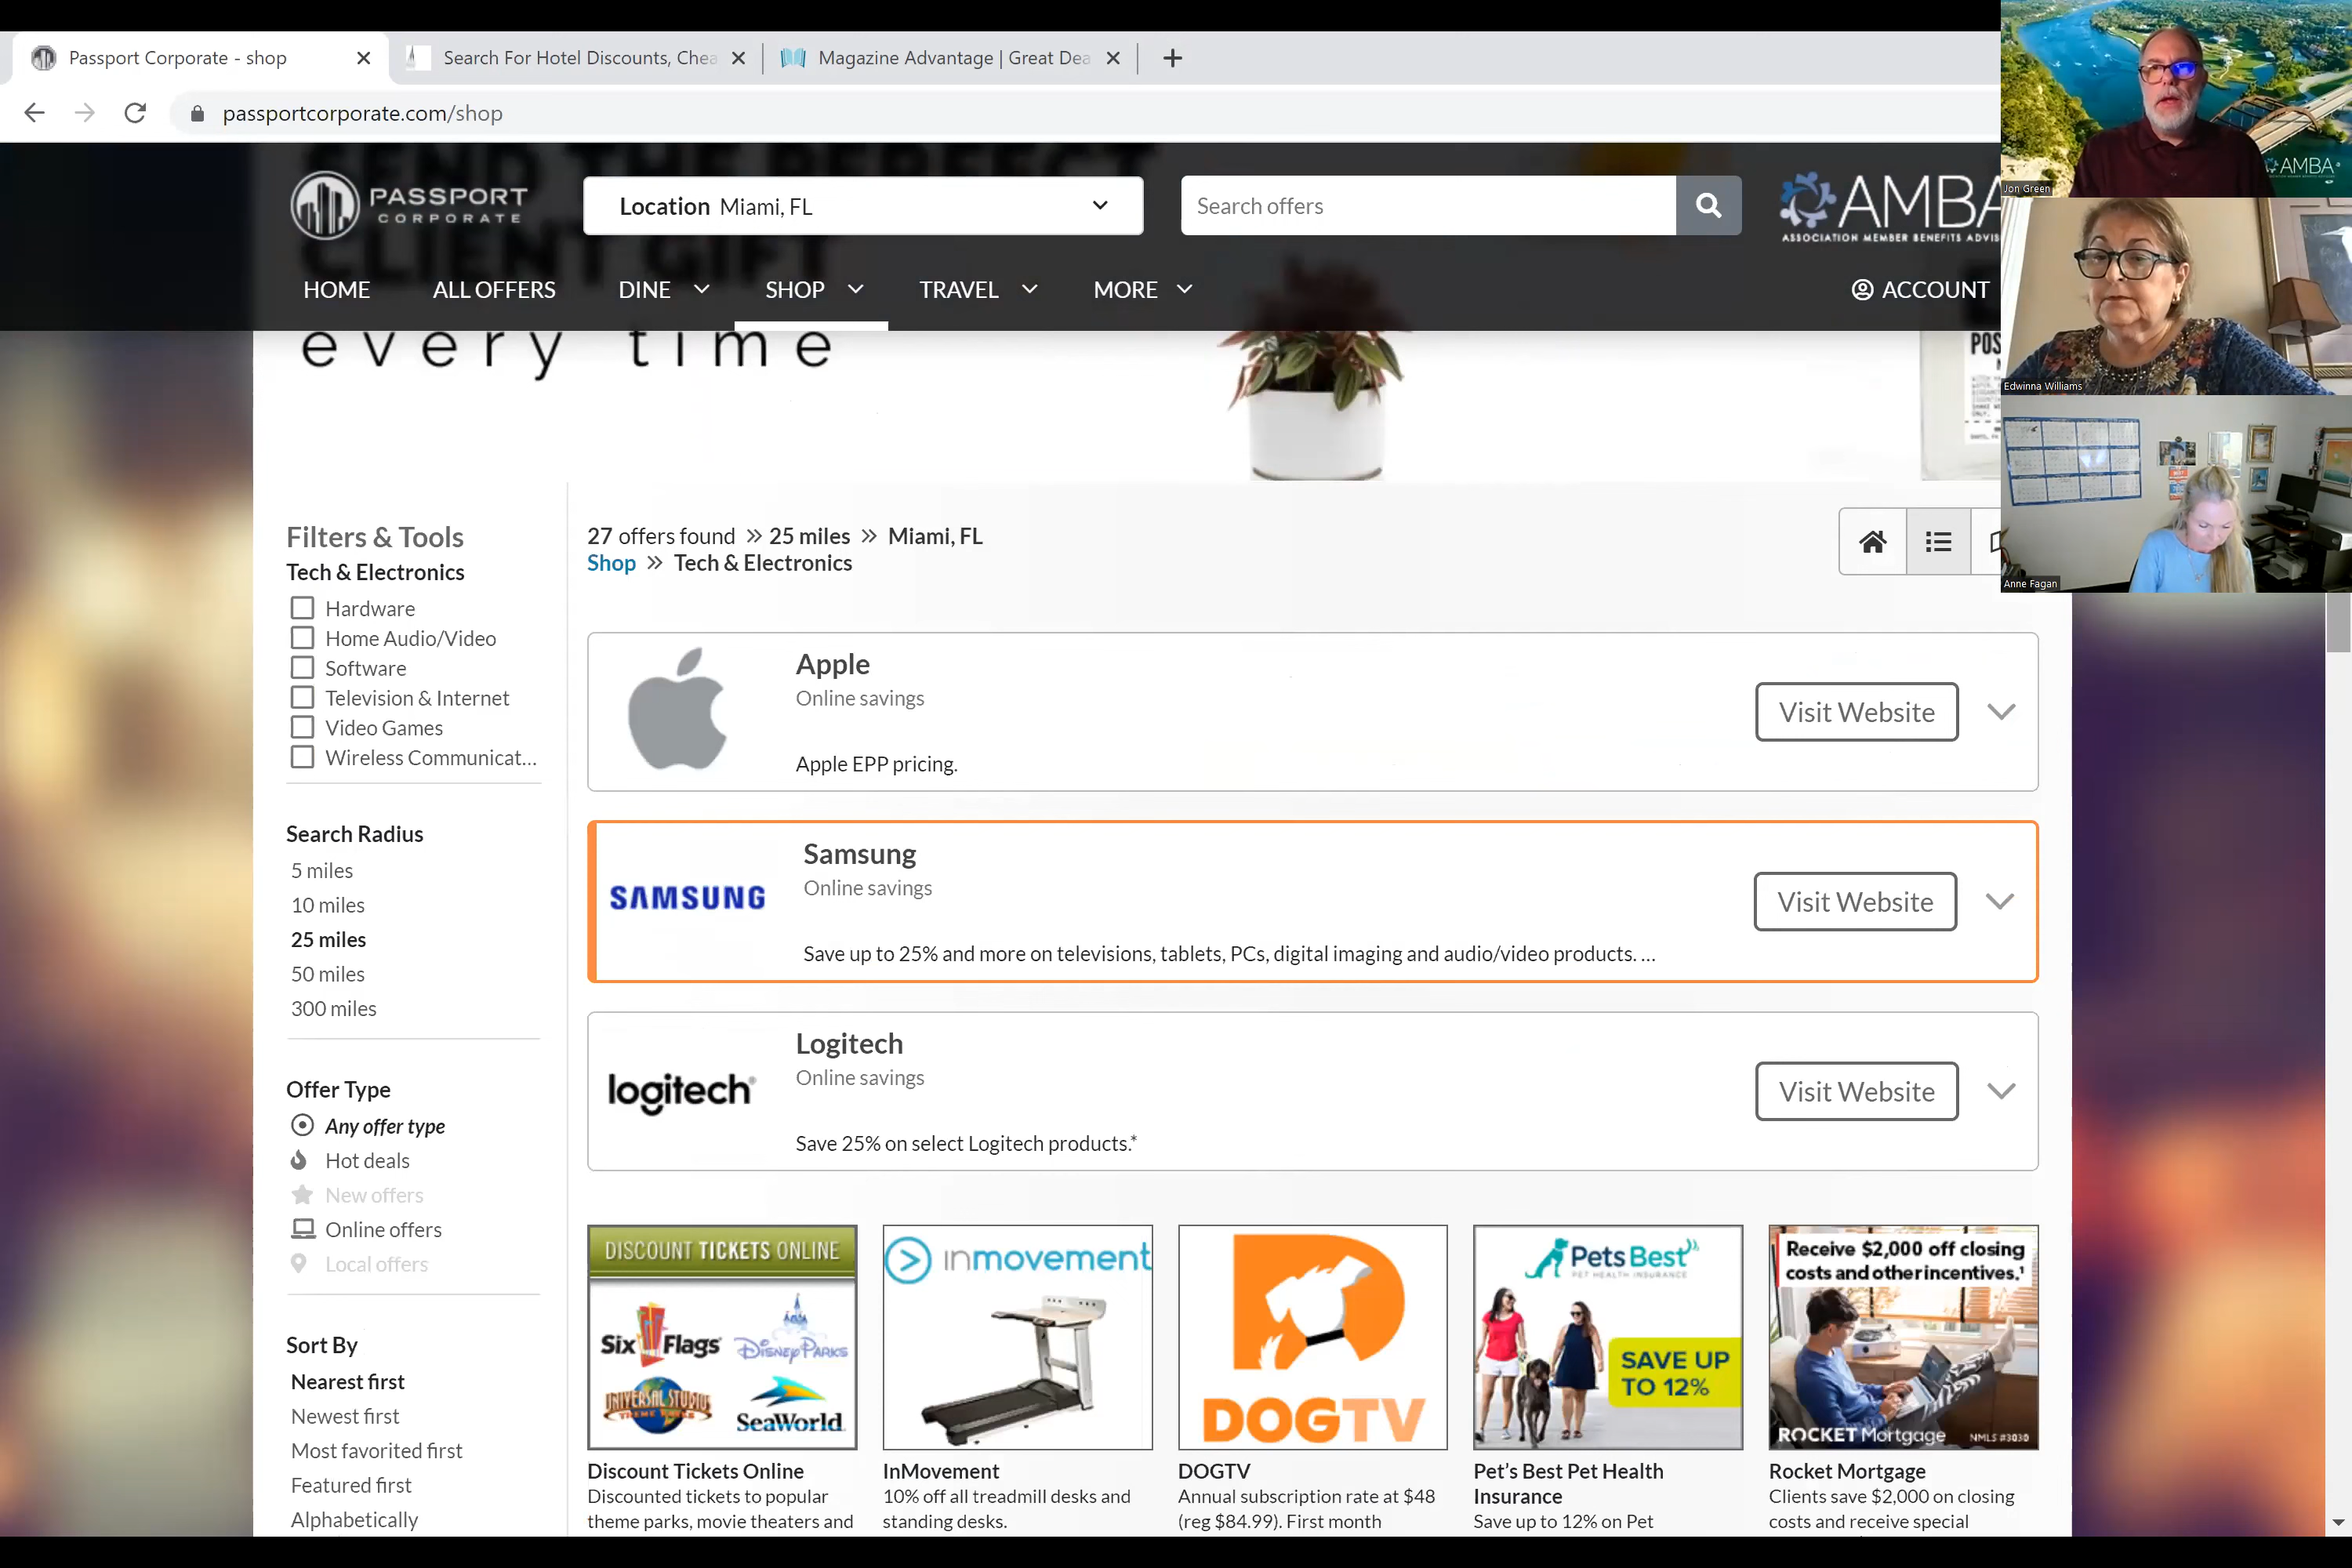 Passport Corporate - shop
Search For Hotel Discounts, Chea
Magazine Advantage | Great Dea
passportcorporate.com/shop
PASSPORT
CORPORATE
Location Miami, FL
Search offers
AMBA
ASSOCIATION MEMBER BENEFITS ADVIS
CLIENT GIFT
HOME
ALL OFFERS
DINE
SHOP
TRAVEL
MORE
ACCOUNT
every time
POS
AMBA
Jon Green
Edwinna Williams
Anne Fagan
Filters & Tools
Tech & Electronics
Hardware
Home Audio/Video
Software
Television & Internet
Video Games
Wireless Communicat...
Search Radius
5 miles
10 miles
25 miles
50 miles
300 miles
Offer Type
Any offer type
Hot deals
New offers
Online offers
Local offers
Sort By
Nearest first
Newest first
Most favorited first
Featured first
Alphabetically
27 offers found » 25 miles » Miami, FL
Shop » Tech & Electronics
Apple
Online savings
Apple EPP pricing.
Visit Website
SAMSUNG
Samsung
Online savings
Save up to 25% and more on televisions, tablets, PCs, digital imaging and audio/video products. ...
Visit Website
logitech
Logitech
Online savings
Save 25% on select Logitech products.*
Visit Website
DISCOUNT TICKETS ONLINE
Six Flags
DISNEY PARKS
UNIVERSAL STUDIOS
SeaWorld
Discount Tickets Online
Discounted tickets to popular
theme parks, movie theaters and
inmovement
InMovement
10% off all treadmill desks and
standing desks.
DOGTV
DOGTV
Annual subscription rate at $48
(reg $84.99). First month
PetsBest
PET HEALTH INSURANCE
SAVE UP
TO 12%
Pet's Best Pet Health
Insurance
Save up to 12% on Pet
Receive $2,000 off closing
costs and other incentives.¹
ROCKET Mortgage
NMLS #3030
Rocket Mortgage
Clients save $2,000 on closing
costs and receive special